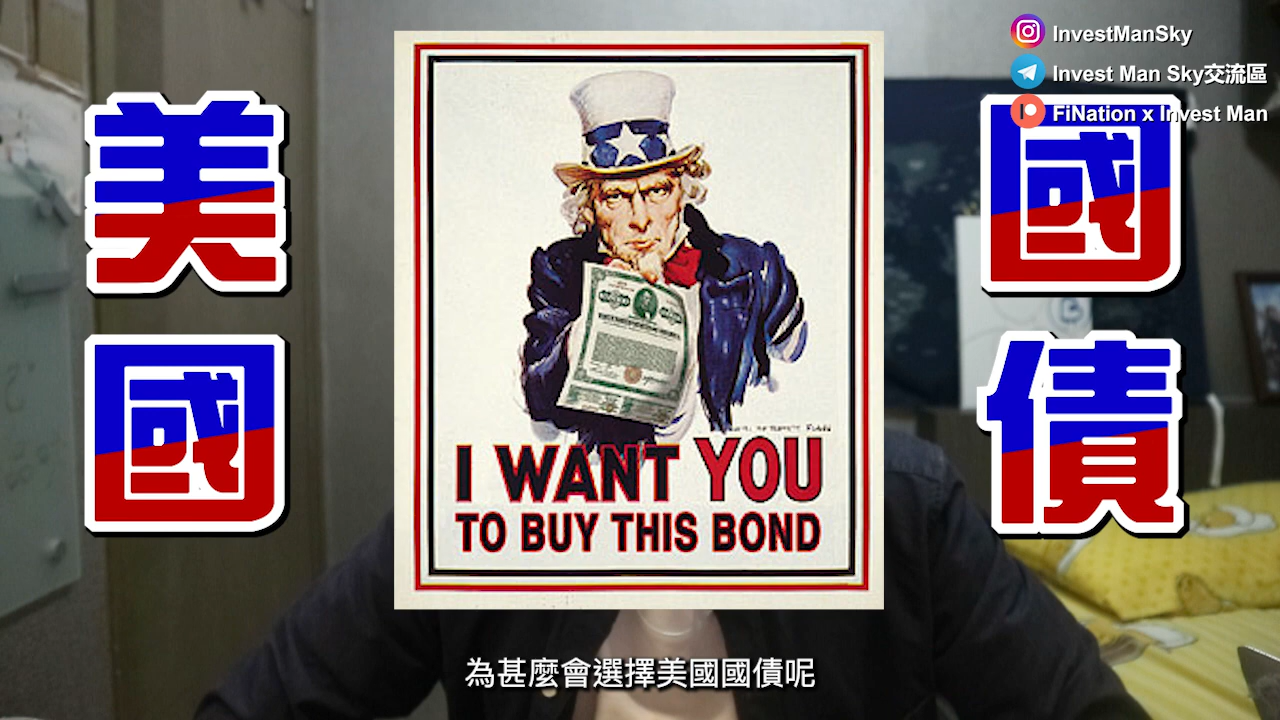 InvestManSky
Invest Man Sky交流區
FiNation x Invest Man
美國
國債
I WANT YOU
TO BUY THIS BOND
為甚麼會選擇美國國債呢